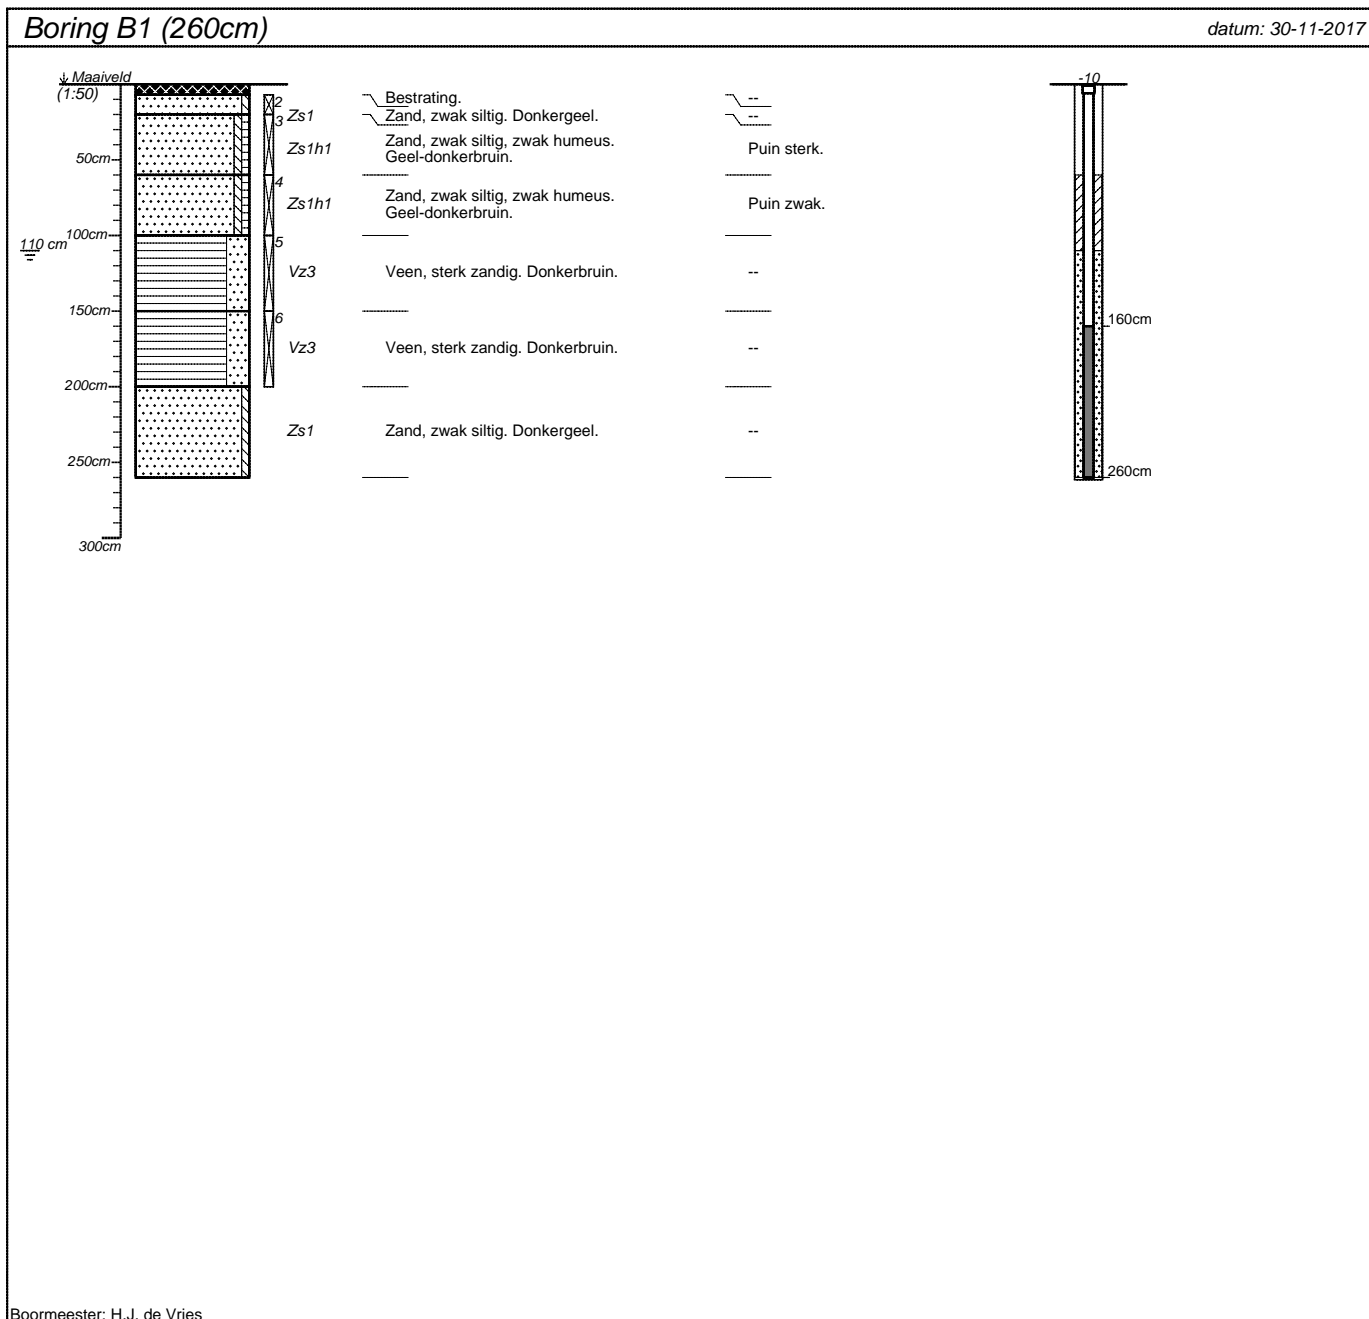 Boring B1 (260cm)
datum: 30-11-2017
Maaiveld
(1:50)
-10
2
Bestrating.
--
3
Zs1
Zand, zwak siltig. Donkergeel.
--
50cm
Zs1h1
Zand, zwak siltig, zwak humeus.
Geel-donkerbruin.
Puin sterk.
4
Zs1h1
Zand, zwak siltig, zwak humeus.
Geel-donkerbruin.
Puin zwak.
100cm
110 cm
5
Vz3
Veen, sterk zandig. Donkerbruin.
--
150cm
6
160cm
Vz3
Veen, sterk zandig. Donkerbruin.
--
200cm
Zs1
Zand, zwak siltig. Donkergeel.
--
250cm
260cm
300cm
Boormeester: H.J. de Vries